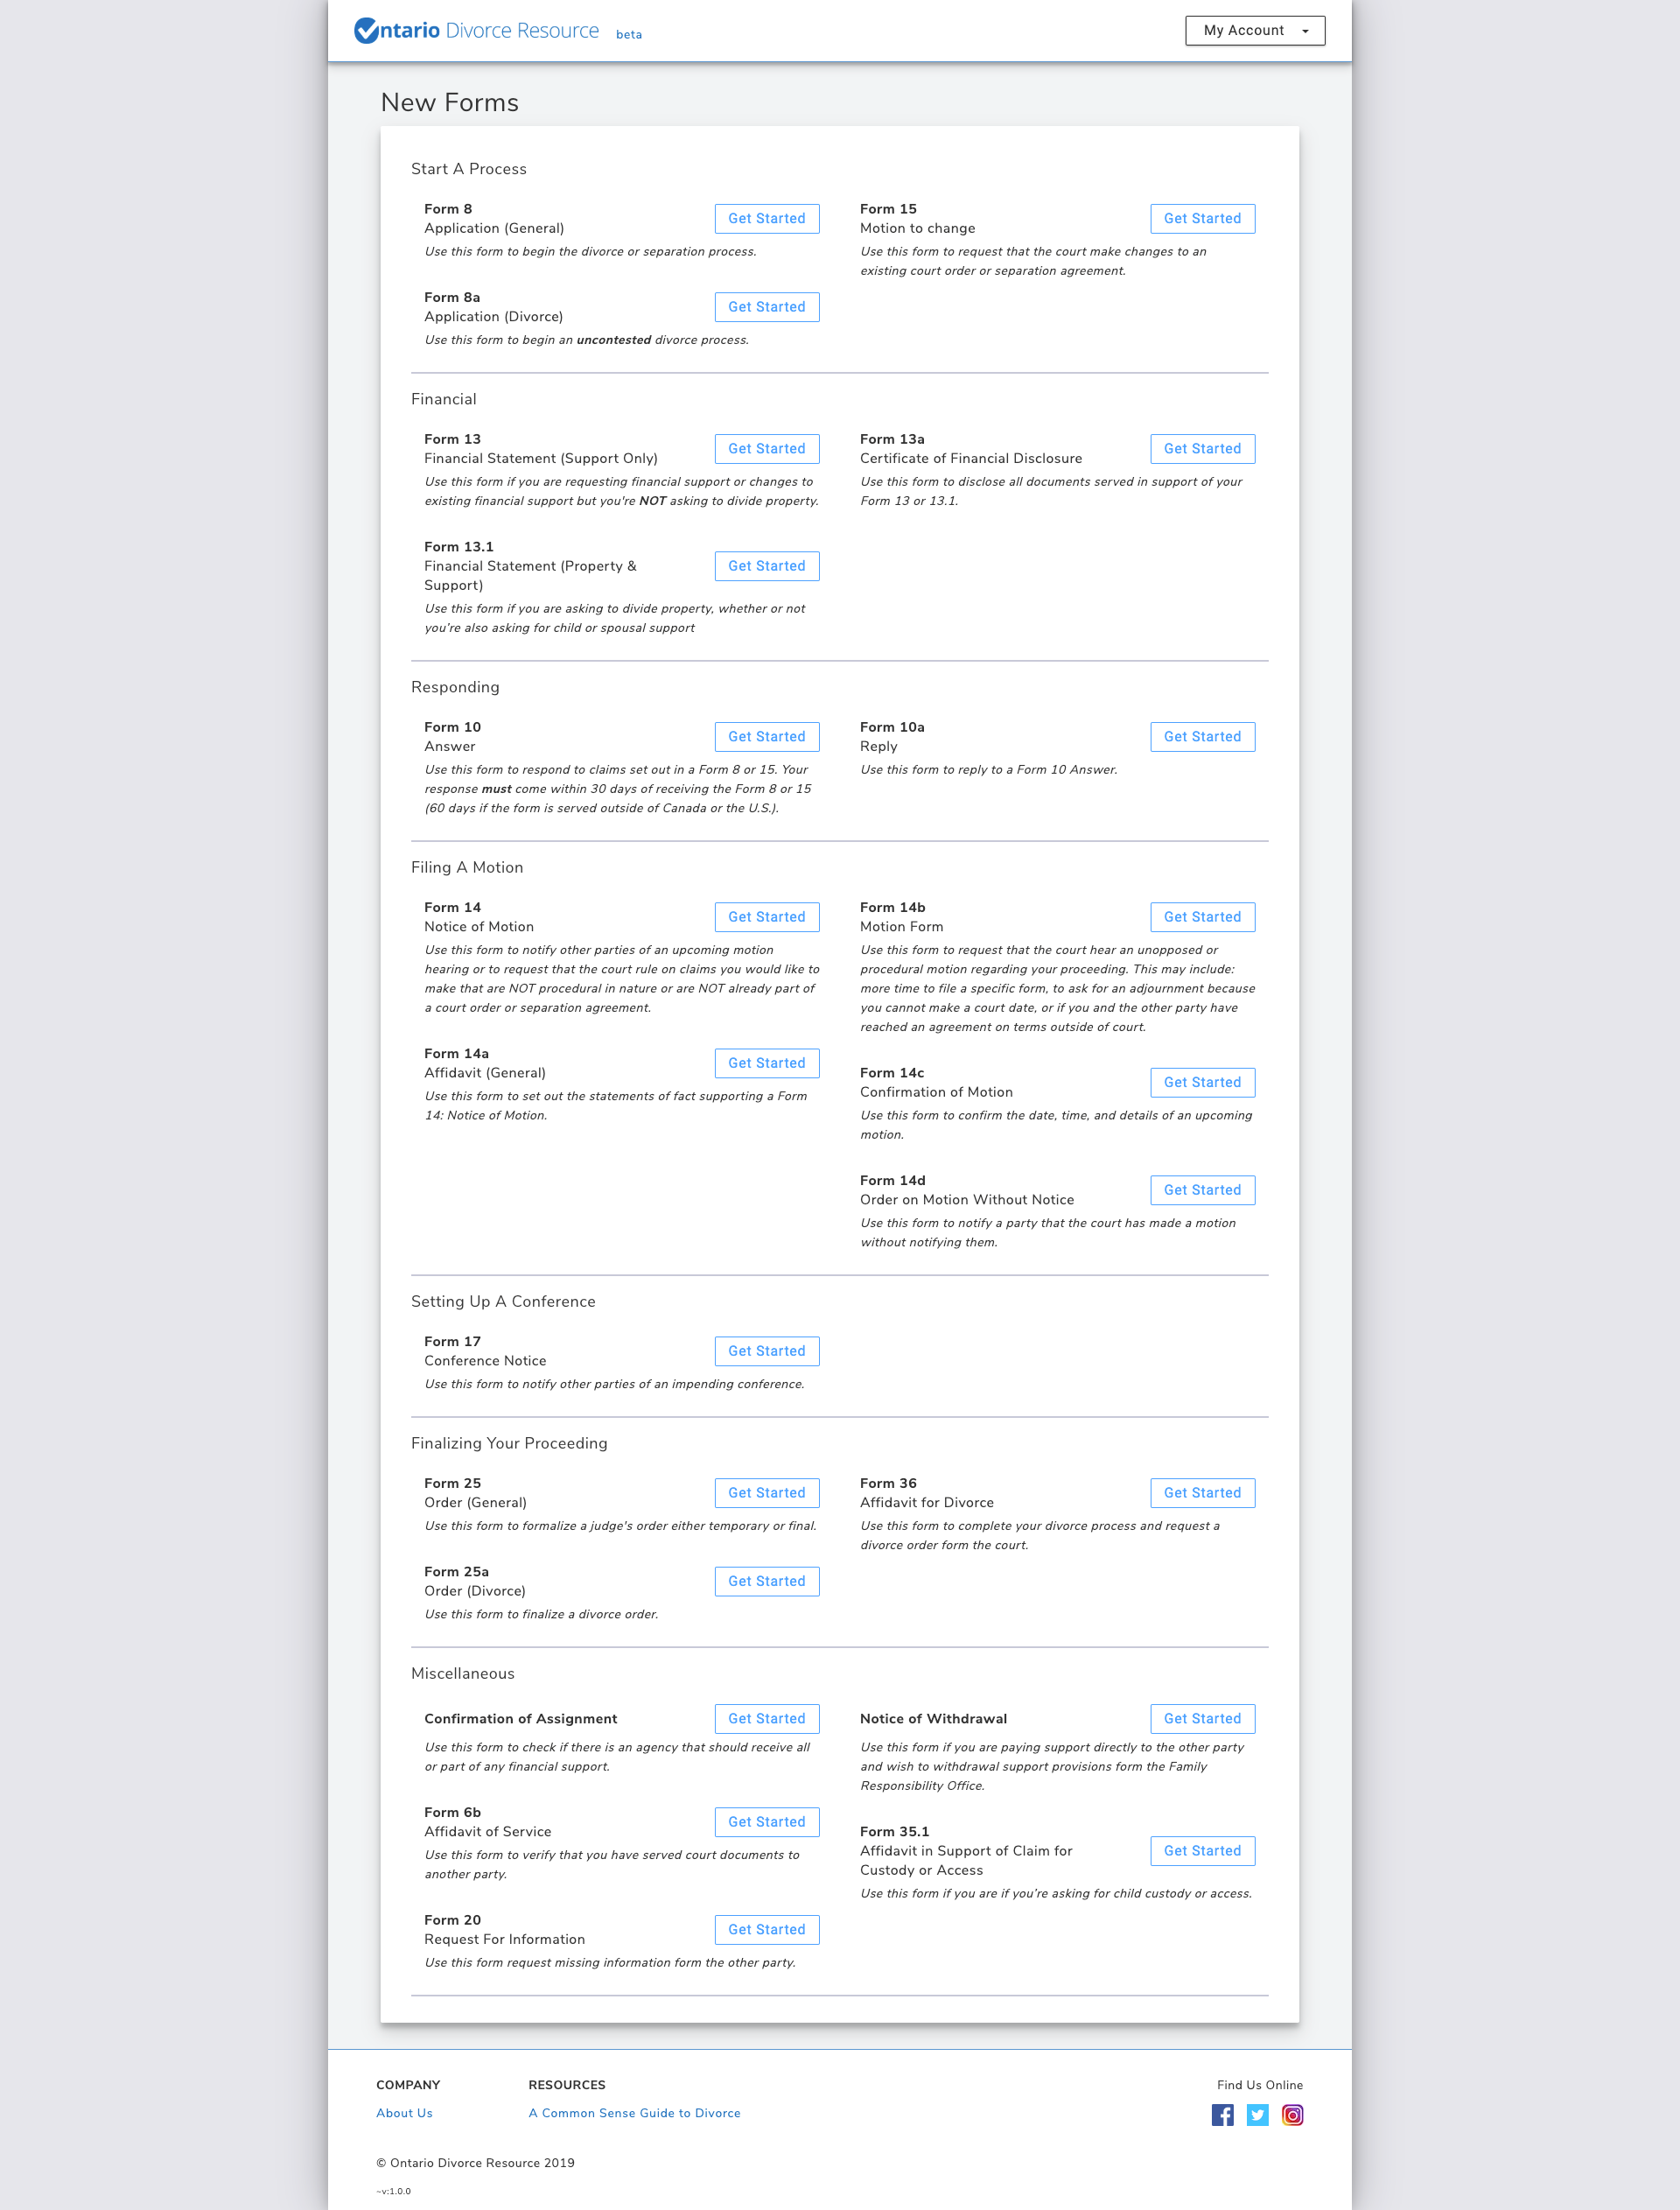 Ontario Divorce Resource beta
My Account
New Forms
Start A Process
Form 8
Application (General)
Get Started
Use this form to begin the divorce or separation process.
Form 8a
Application (Divorce)
Get Started
Use this form to begin an uncontested divorce process.
Form 15
Motion to change
Get Started
Use this form to request that the court make changes to an
existing court order or separation agreement.
Financial
Form 13
Financial Statement (Support Only)
Get Started
Use this form if you are requesting financial support or changes to
existing financial support but you're NOT asking to divide property.
Form 13.1
Financial Statement (Property &
Support)
Get Started
Use this form if you are asking to divide property, whether or not
you're also asking for child or spousal support
Form 13a
Certificate of Financial Disclosure
Get Started
Use this form to disclose all documents served in support of your
Form 13 or 13.1.
Responding
Form 10
Answer
Get Started
Use this form to respond to claims set out in a Form 8 or 15. Your
response must come within 30 days of receiving the Form 8 or 15
(60 days if the form is served outside of Canada or the U.S.).
Form 10a
Reply
Get Started
Use this form to reply to a Form 10 Answer.
Filing A Motion
Form 14
Notice of Motion
Get Started
Use this form to notify other parties of an upcoming motion
hearing or to request that the court rule on claims you would like to
make that are NOT procedural in nature or are NOT already part of
a court order or separation agreement.
Form 14a
Affidavit (General)
Get Started
Use this form to set out the statements of fact supporting a Form
14: Notice of Motion.
Form 14b
Motion Form
Get Started
Use this form to request that the court hear an unopposed or
procedural motion regarding your proceeding. This may include:
more time to file a specific form, to ask for an adjournment because
you cannot make a court date, or if you and the other party have
reached an agreement on terms outside of court.
Form 14c
Confirmation of Motion
Get Started
Use this form to confirm the date, time, and details of an upcoming
motion.
Form 14d
Order on Motion Without Notice
Get Started
Use this form to notify a party that the court has made a motion
without notifying them.
Setting Up A Conference
Form 17
Conference Notice
Get Started
Use this form to notify other parties of an impending conference.
Finalizing Your Proceeding
Form 25
Order (General)
Get Started
Use this form to formalize a judge's order either temporary or final.
Form 25a
Order (Divorce)
Get Started
Use this form to finalize a divorce order.
Form 36
Affidavit for Divorce
Get Started
Use this form to complete your divorce process and request a
divorce order form the court.
Miscellaneous
Confirmation of Assignment
Get Started
Use this form to check if there is an agency that should receive all
or part of any financial support.
Form 6b
Affidavit of Service
Get Started
Use this form to verify that you have served court documents to
another party.
Form 20
Request For Information
Get Started
Use this form request missing information form the other party.
Notice of Withdrawal
Get Started
Use this form if you are paying support directly to the other party
and wish to withdrawal support provisions form the Family
Responsibility Office.
Form 35.1
Affidavit in Support of Claim for
Custody or Access
Get Started
Use this form if you are if you're asking for child custody or access.
COMPANY
About Us
RESOURCES
A Common Sense Guide to Divorce
Find Us Online
© Ontario Divorce Resource 2019
~v:1.0.0